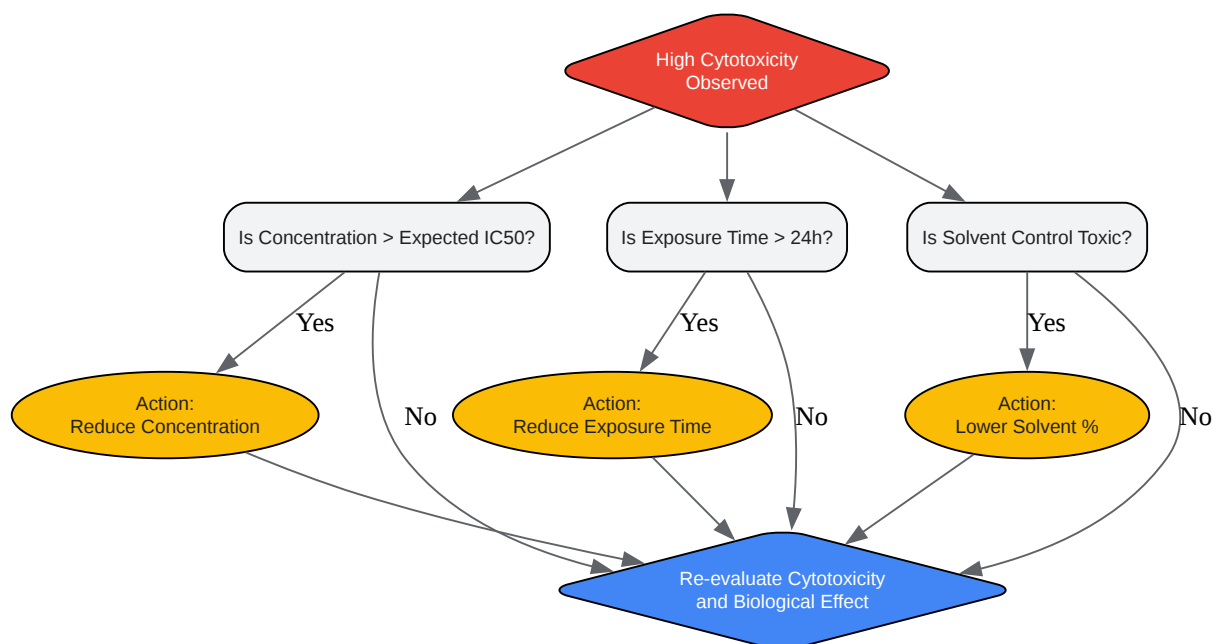 High Cytotoxicity
Observed
Is Concentration > Expected IC50?
Is Exposure Time > 24h?
Is Solvent Control Toxic?
Yes
Yes
Yes
Action:
Reduce Concentration
No
Action:
Reduce Exposure Time
No
Action:
Lower Solvent %
No
Re-evaluate Cytotoxicity
and Biological Effect